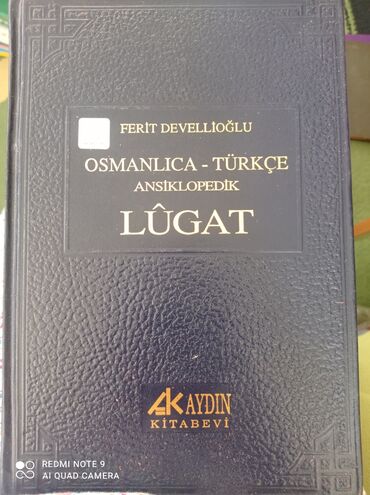 FERİT DEVELLİOĞLU
OSMANLICA - TÜRKÇE
ANSİKLOPEDİK
LÛGAT
AK AYDIN
KİTABEVİ
REDMI NOTE 9
AI QUAD CAMERA